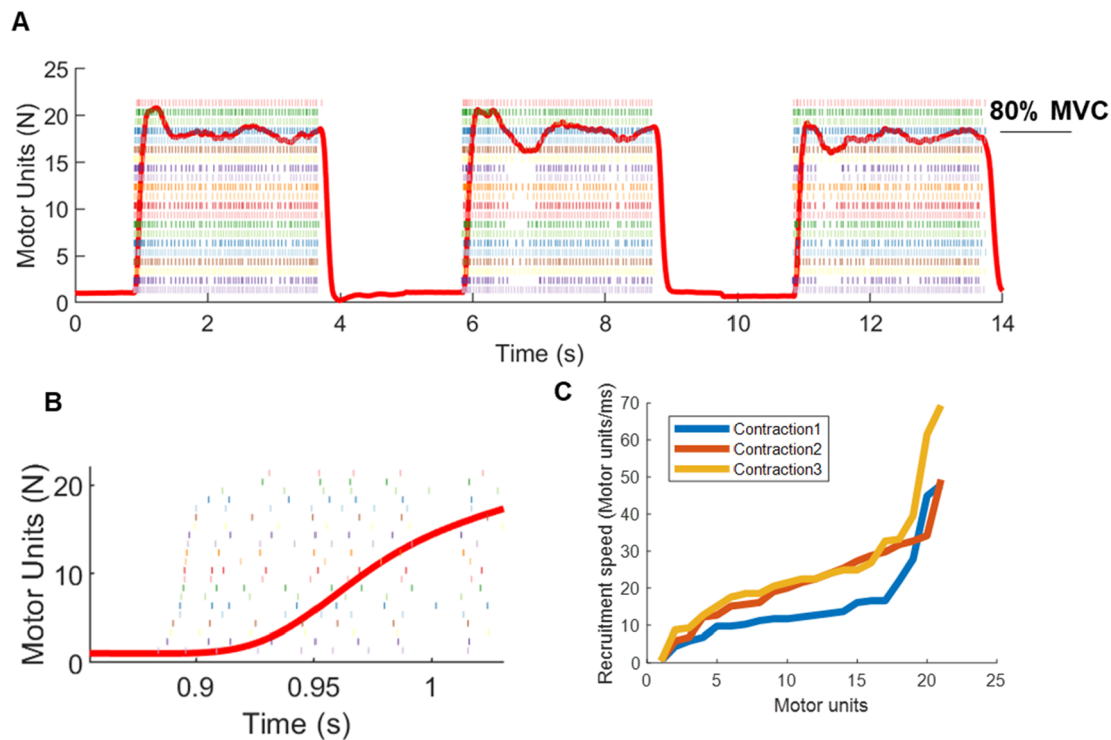 A
25
20
15
10
5
0
Motor Units (N)
80% MVC
0 2 4 6 8 10 12 14
Time (s)
B
20
10
0
Motor Units (N)
0.9 0.95 1
Time (s)
C
70
60
50
40
30
20
10
0
Recruitment speed (Motor units/ms)
Contraction1
Contraction2
Contraction3
0 5 10 15 20 25
Motor units